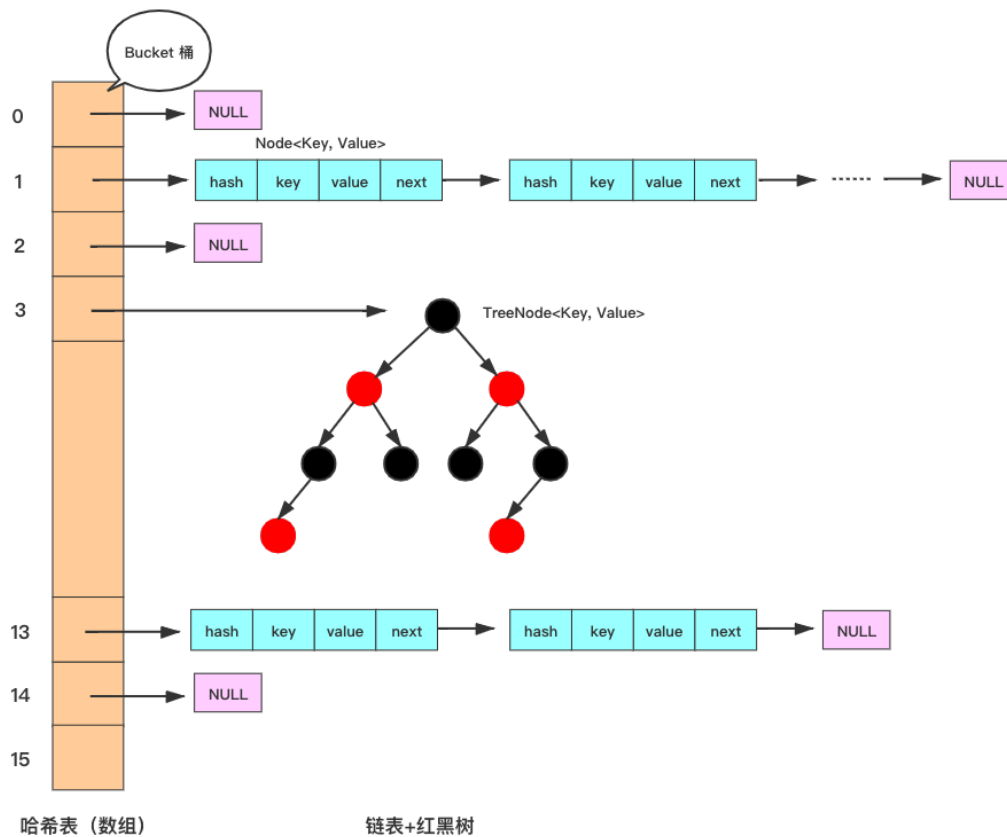 Bucket 桶
0
NULL
Node<Key, Value>
1
hash key value next
hash key value next
······
NULL
2
NULL
3
TreeNode<Key, Value>
13
hash key value next
hash key value next
NULL
14
NULL
15
哈希表（数组）
链表+红黑树